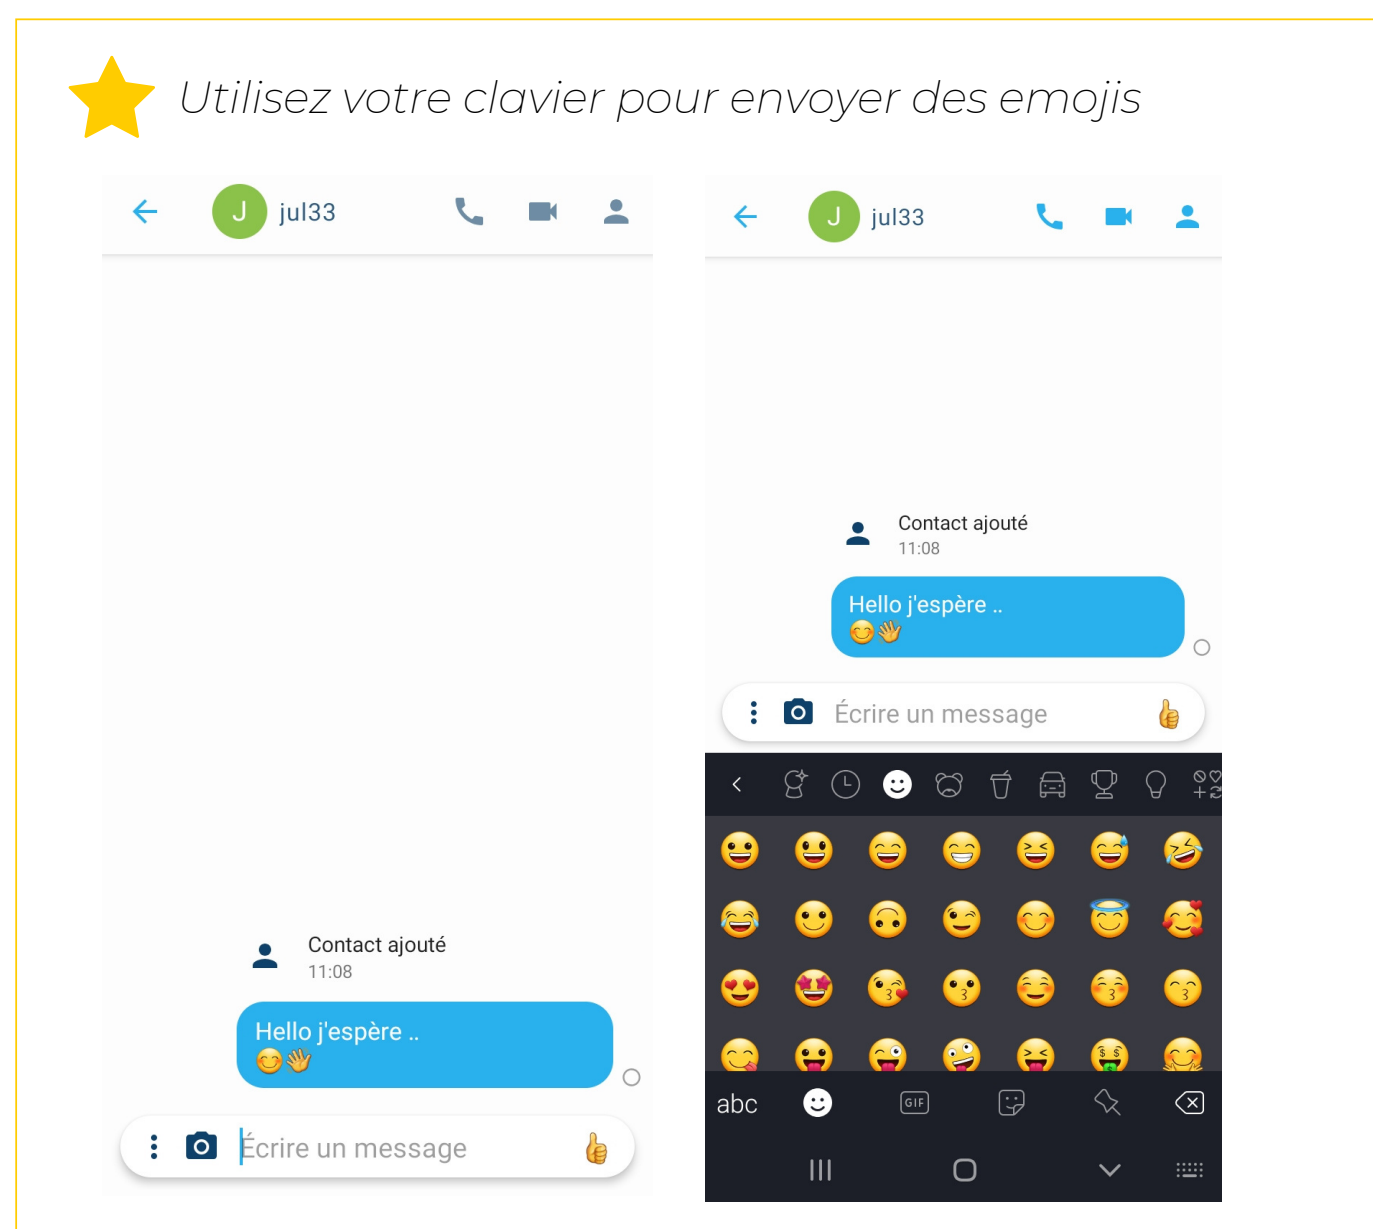 Utilisez votre clavier pour envoyer des emojis
J jul33
Contact ajouté
11:08
Hello j'espère ..
😊👋
Écrire un message
J jul33
Contact ajouté
11:08
Hello j'espère ..
😊👋
Écrire un message
abc
GIF